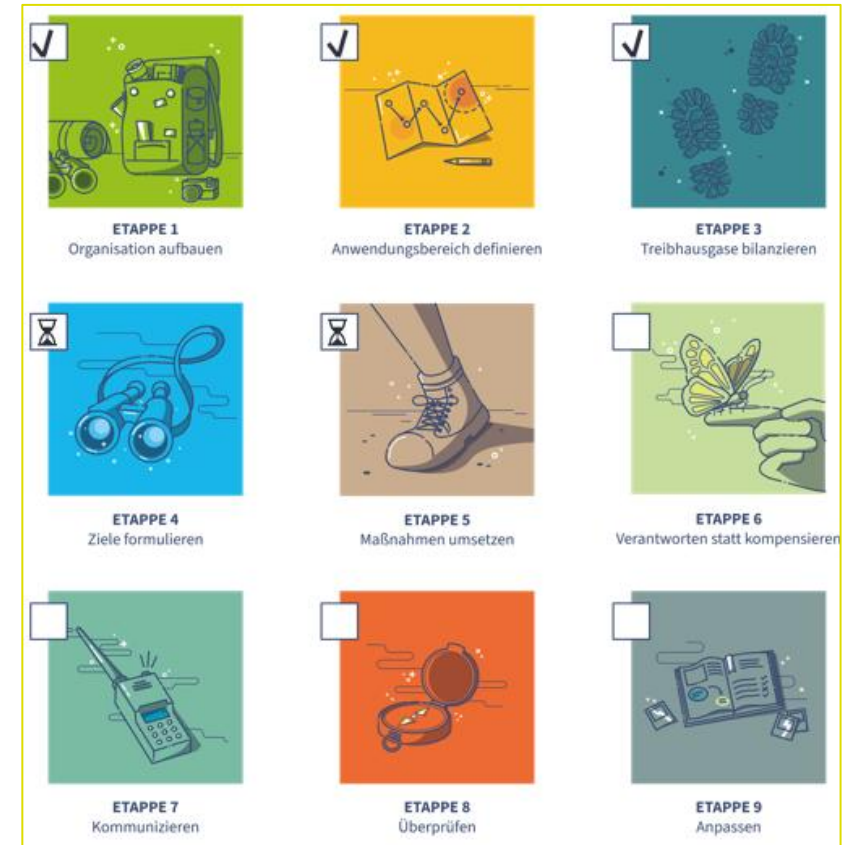 ETAPPE 1
Organisation aufbauen
ETAPPE 2
Anwendungsbereich definieren
ETAPPE 3
Treibhausgase bilanzieren
ETAPPE 4
Ziele formulieren
ETAPPE 5
Maßnahmen umsetzen
ETAPPE 6
Verantworten statt kompensieren
ETAPPE 7
Kommunizieren
ETAPPE 8
Überprüfen
ETAPPE 9
Anpassen